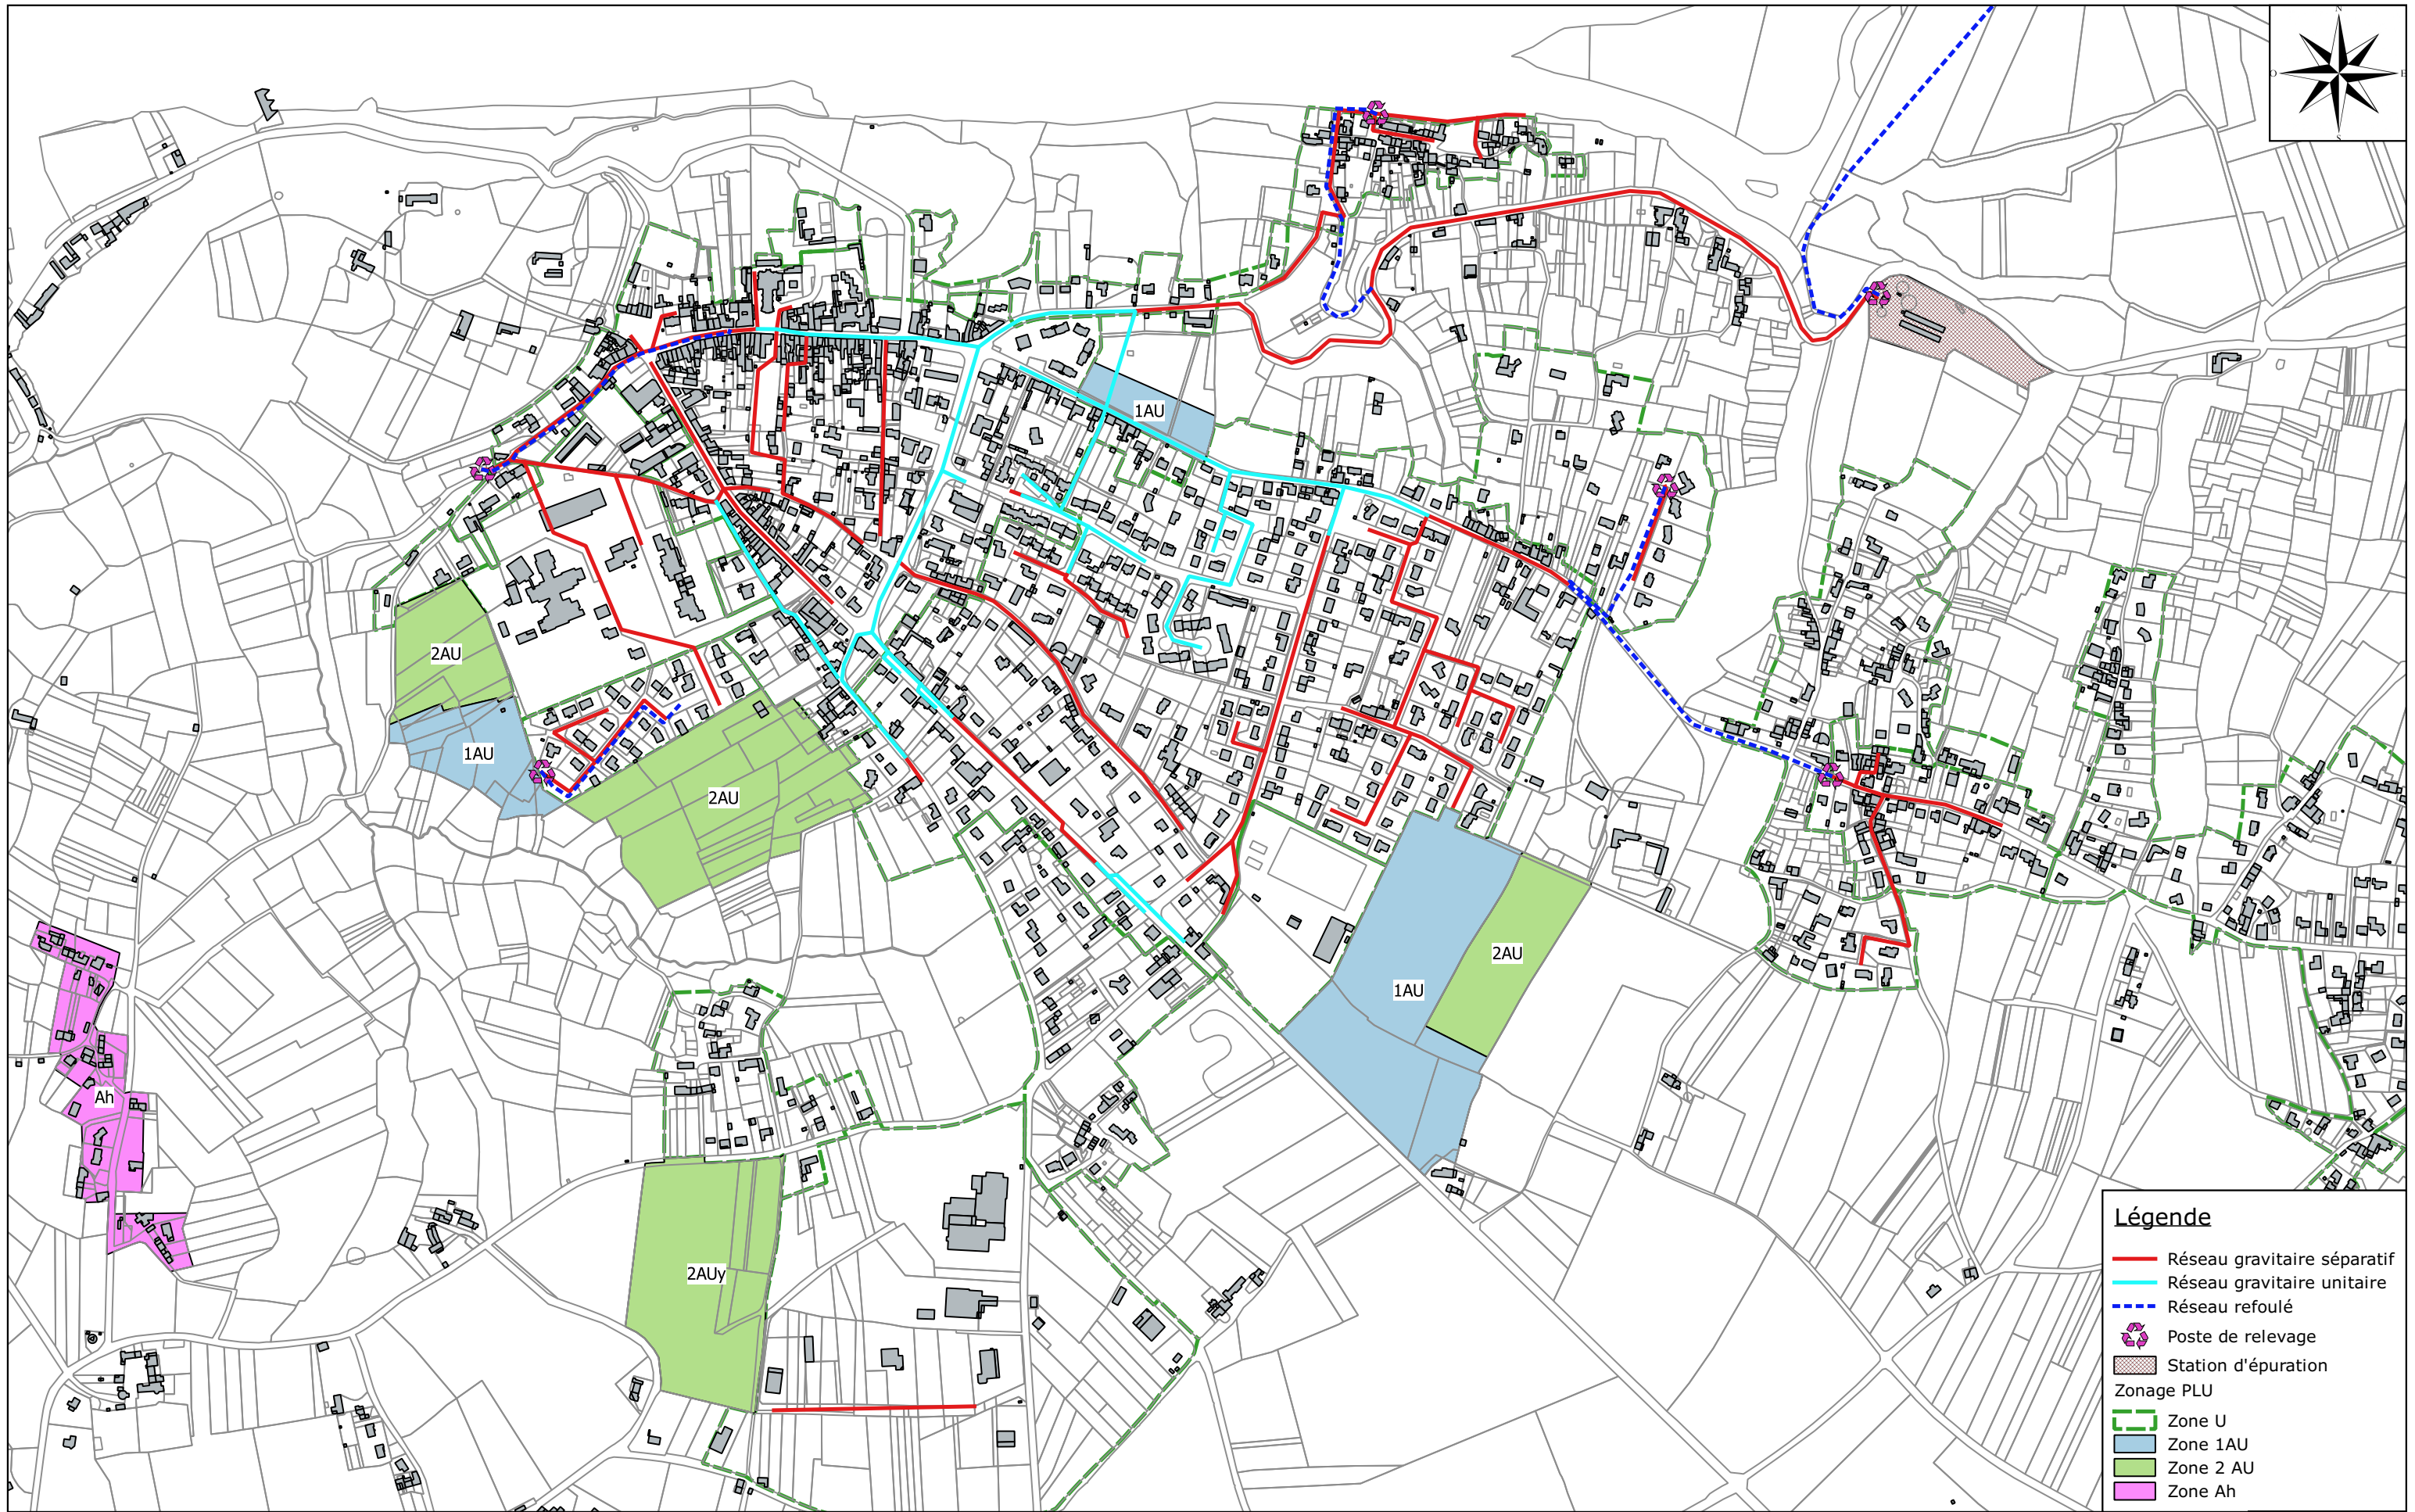 N
O
E
S
1AU
2AU
1AU
2AU
2AU
1AU
Ah
2AUy
Légende
Réseau gravitaire séparatif
Réseau gravitaire unitaire
Réseau refoulé
Poste de relevage
Station d'épuration
Zonage PLU
Zone U
Zone 1AU
Zone 2 AU
Zone Ah